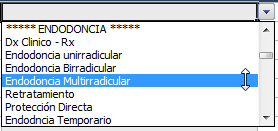 ***** ENDODONCIA *****
Dx Clinico - Rx
Endodoncia unirradicular
Endodoncia Birradicular
Endodoncia Multirradicular
Retratamiento
Protección Directa
Endodncia Temporario